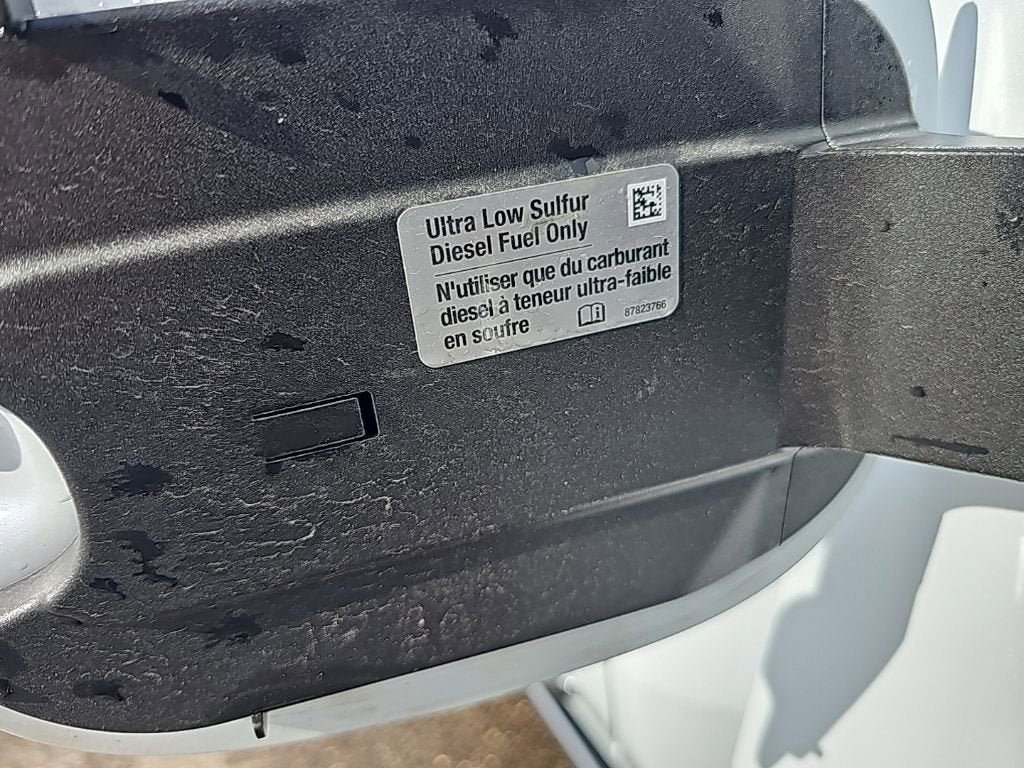 Ultra Low Sulfur
Diesel Fuel Only
N'utiliser que du carburant
diesel à teneur ultra-faible
en soufre
87823766